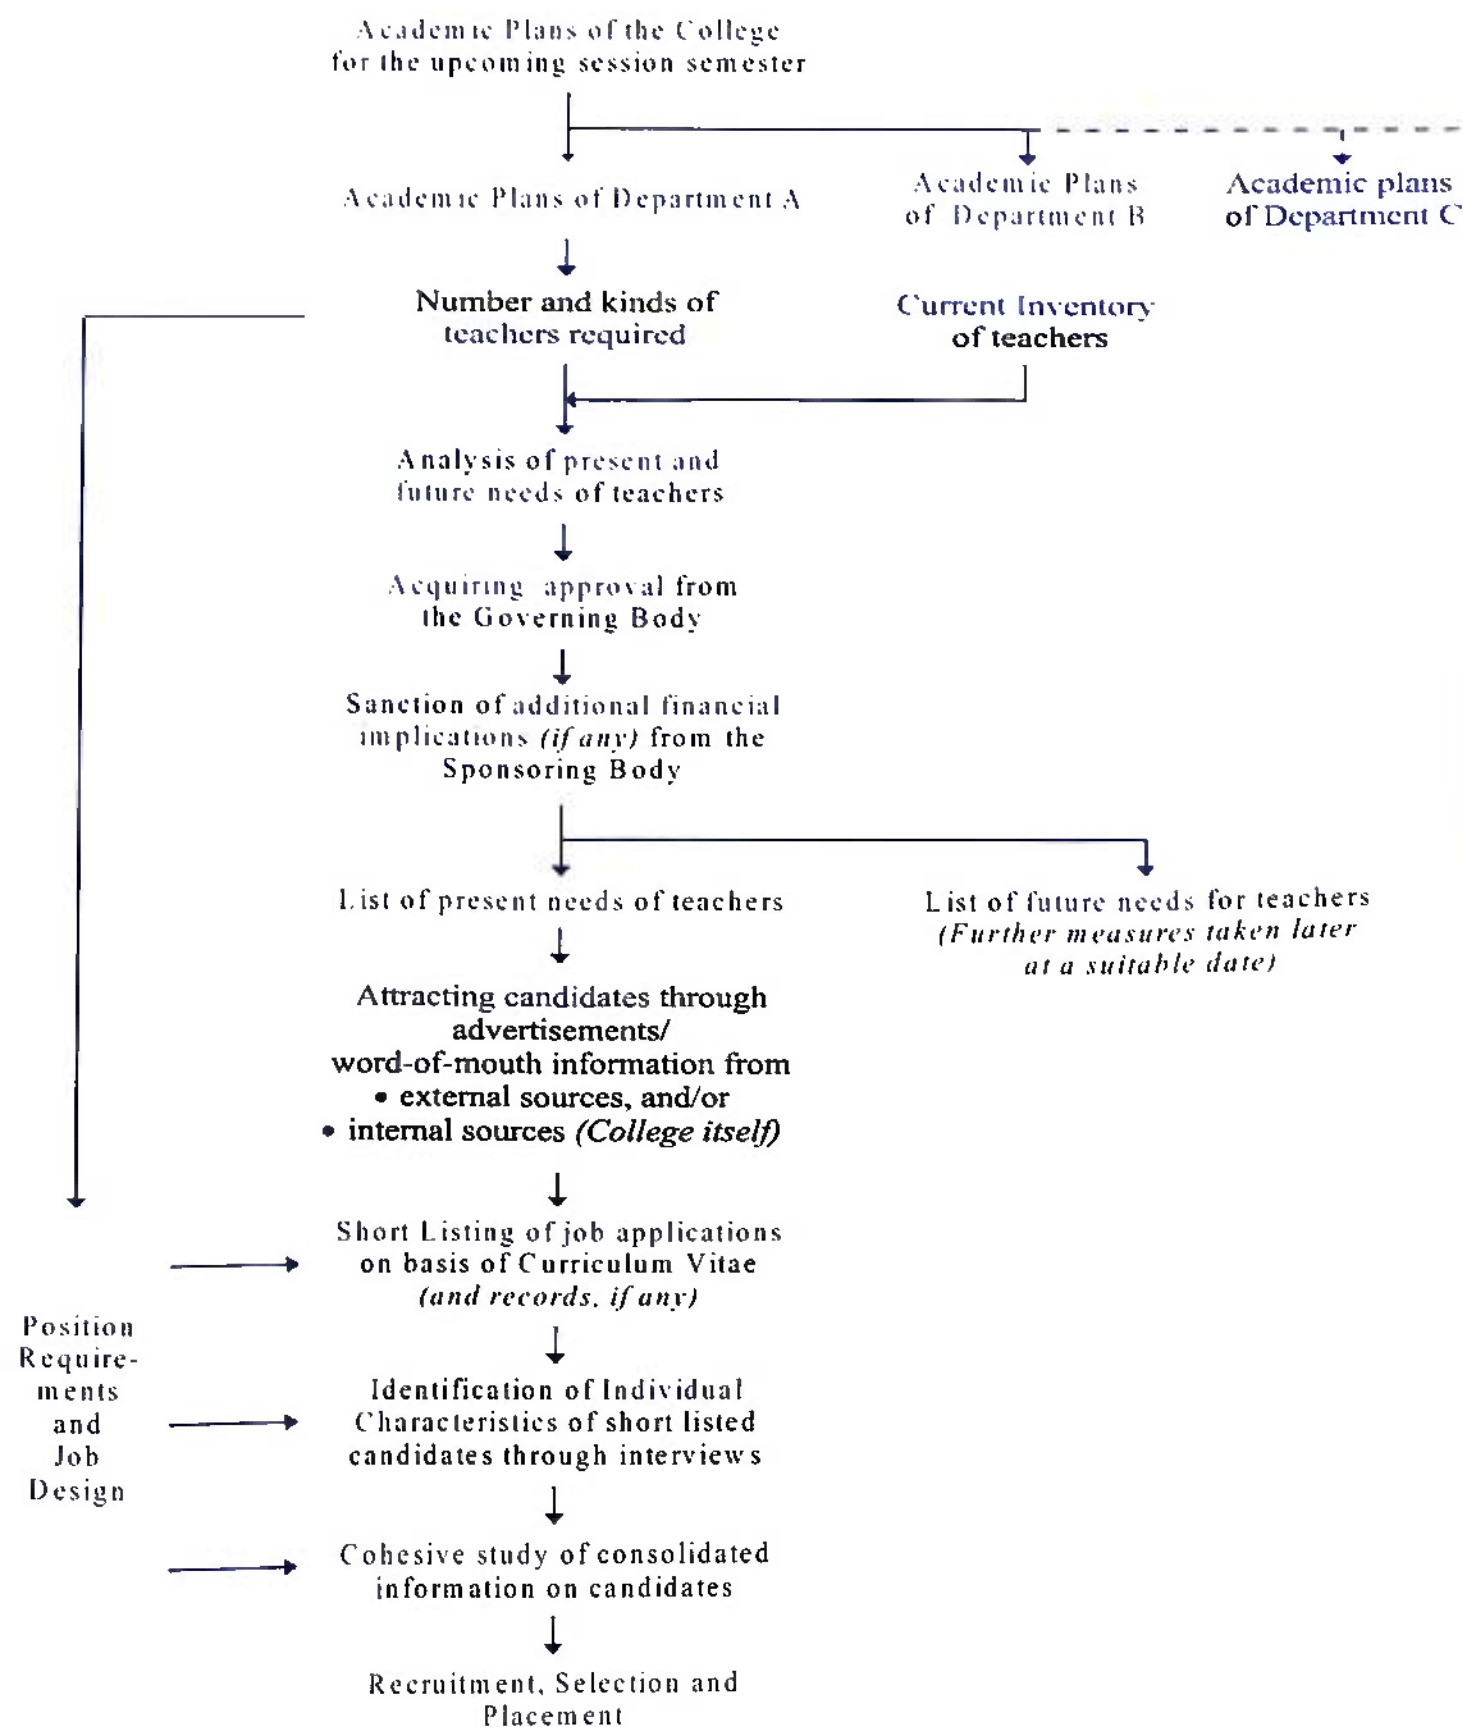 Academic Plans of the College
for the upcoming session semester
Academic Plans of Department A
Academic Plans
of Department B
Academic plans
of Department C
Number and kinds of
teachers required
Current Inventory
of teachers
Analysis of present and
future needs of teachers
Acquiring approval from
the Governing Body
Sanction of additional financial
implications (if any) from the
Sponsoring Body
List of present needs of teachers
List of future needs for teachers
(Further measures taken later
at a suitable date)
Attracting candidates through
advertisements/
word-of-mouth information from
• external sources, and/or
• internal sources (College itself)
Short Listing of job applications
on basis of Curriculum Vitae
(and records, if any)
Position
Require-
ments
and
Job
Design
Identification of Individual
Characteristics of short listed
candidates through interviews
Cohesive study of consolidated
information on candidates
Recruitment, Selection and
Placement